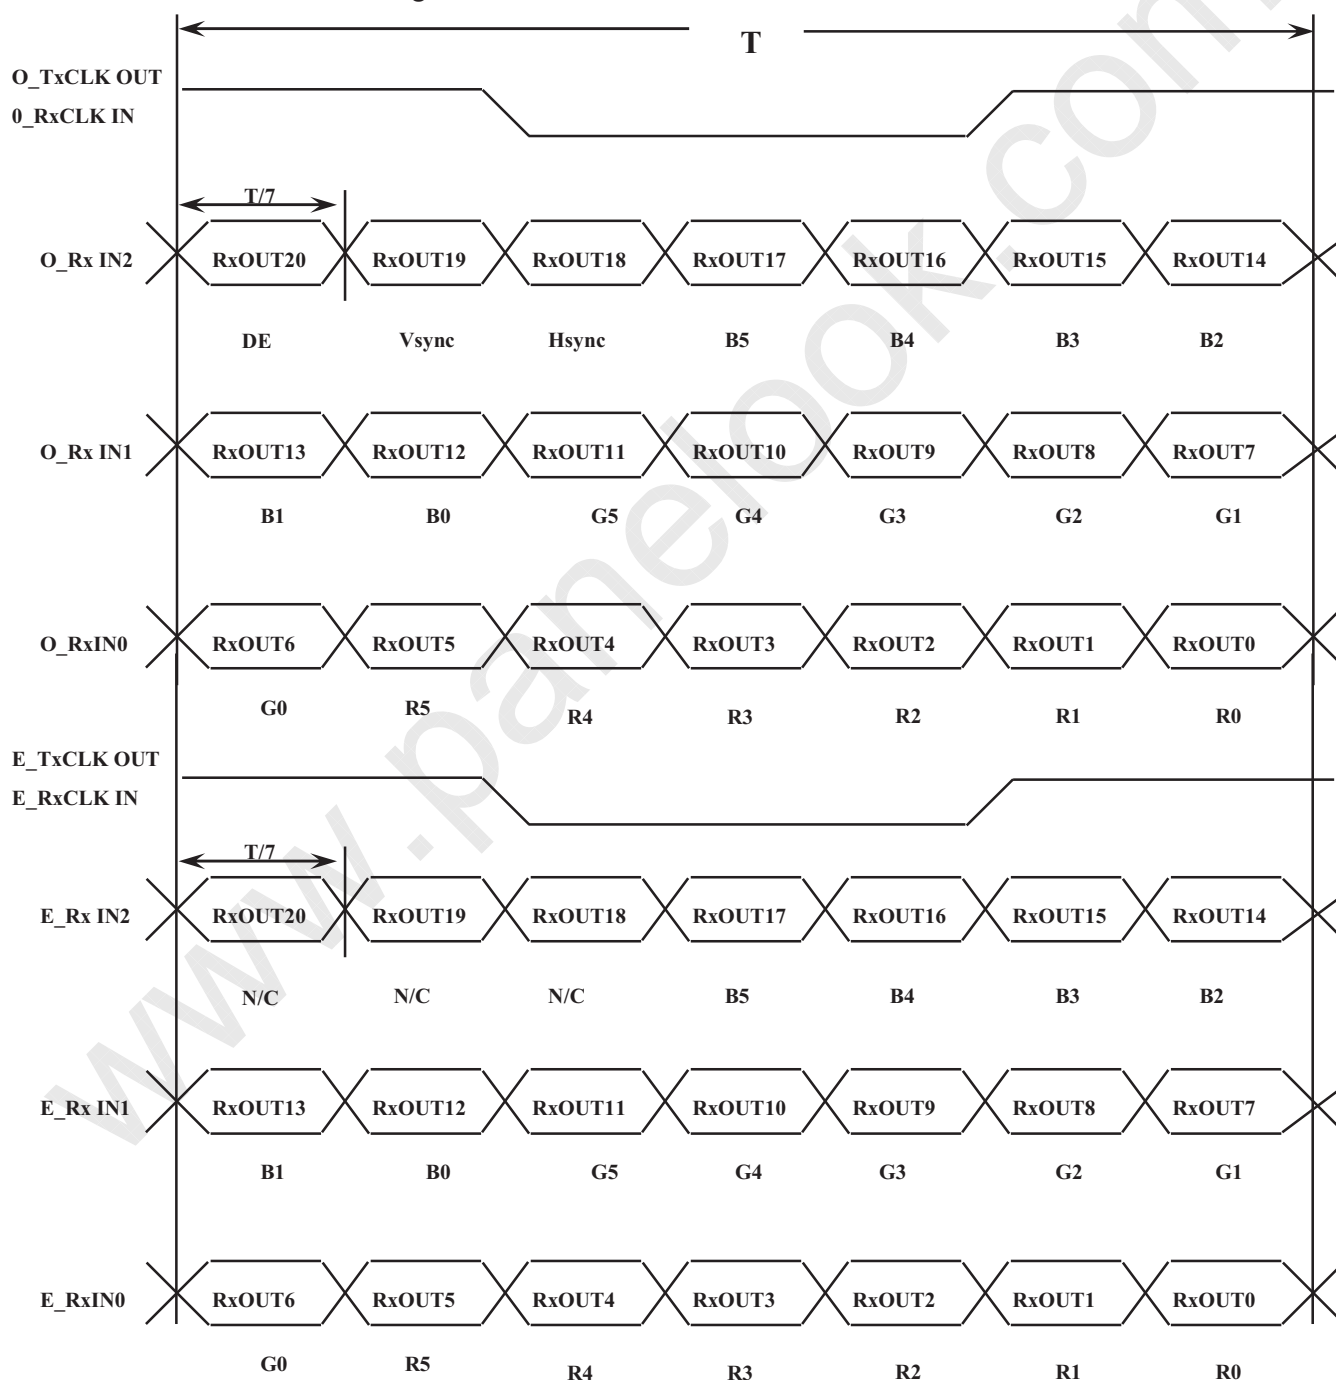 T
O_TxCLK OUT
0_RxCLK IN
T/7
O_Rx IN2 RxOUT20 RxOUT19 RxOUT18 RxOUT17 RxOUT16 RxOUT15 RxOUT14
DE Vsync Hsync B5 B4 B3 B2
O_Rx IN1 RxOUT13 RxOUT12 RxOUT11 RxOUT10 RxOUT9 RxOUT8 RxOUT7
B1 B0 G5 G4 G3 G2 G1
O_RxIN0 RxOUT6 RxOUT5 RxOUT4 RxOUT3 RxOUT2 RxOUT1 RxOUT0
G0 R5 R4 R3 R2 R1 R0
E_TxCLK OUT
E_RxCLK IN
T/7
E_Rx IN2 RxOUT20 RxOUT19 RxOUT18 RxOUT17 RxOUT16 RxOUT15 RxOUT14
N/C N/C N/C B5 B4 B3 B2
E_Rx IN1 RxOUT13 RxOUT12 RxOUT11 RxOUT10 RxOUT9 RxOUT8 RxOUT7
B1 B0 G5 G4 G3 G2 G1
E_RxIN0 RxOUT6 RxOUT5 RxOUT4 RxOUT3 RxOUT2 RxOUT1 RxOUT0
G0 R5 R4 R3 R2 R1 R0
www.panelook.com